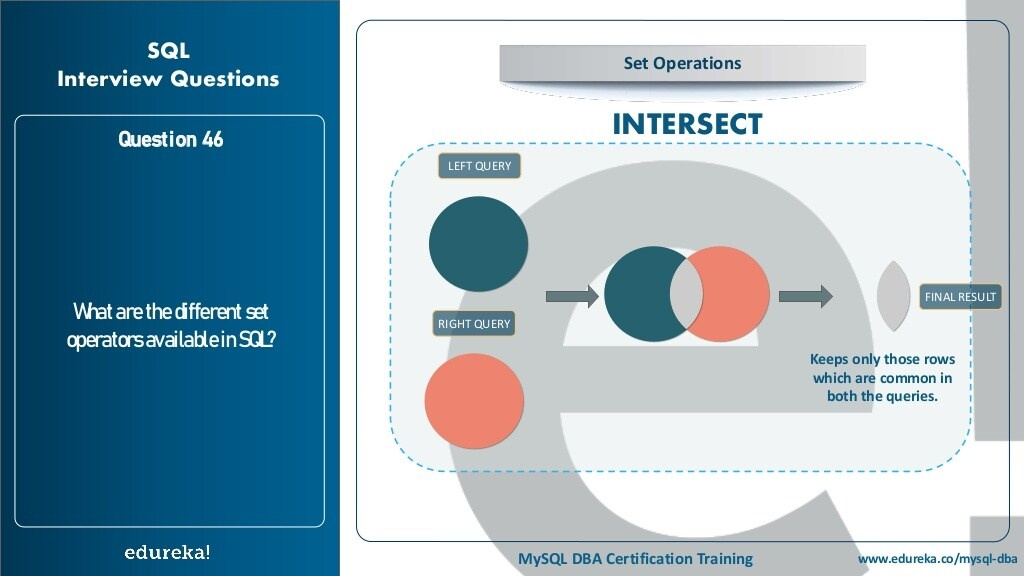 SQL
Interview Questions
Question 46
What are the different set
operators available in SQL?
edureka!
Set Operations
INTERSECT
LEFT QUERY
RIGHT QUERY
FINAL RESULT
Keeps only those rows
which are common in
both the queries.
MySQL DBA Certification Training
www.edureka.co/mysql-dba